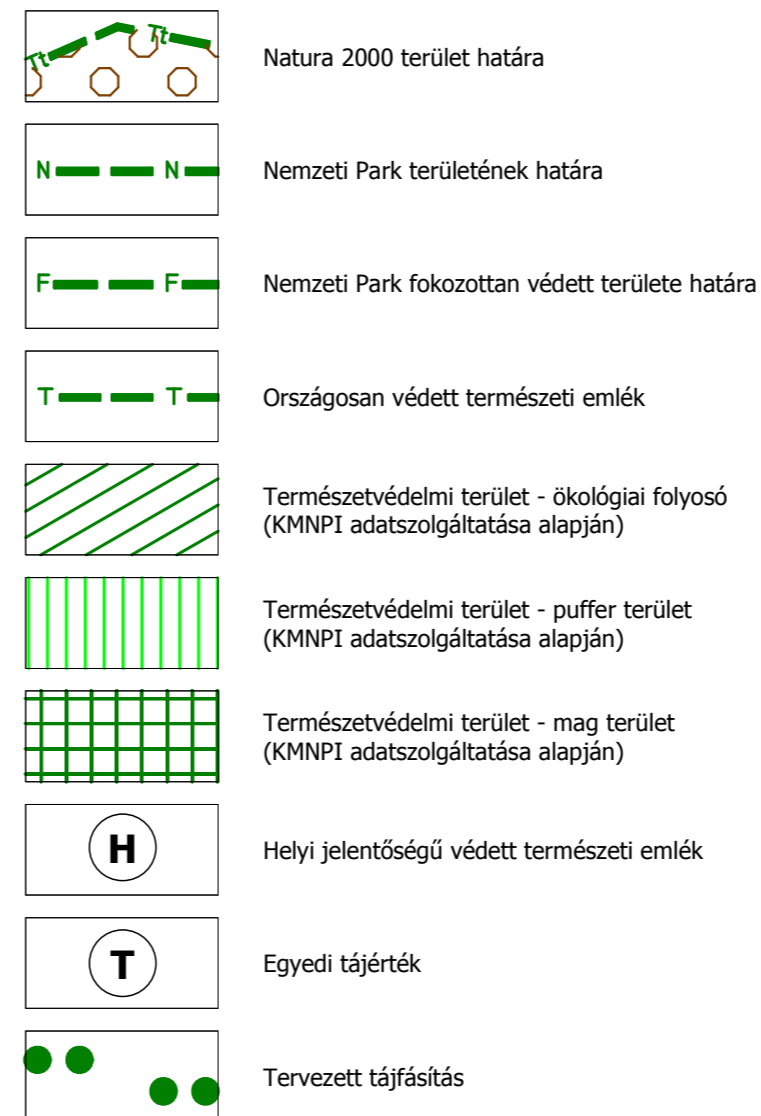 Tt Tt Natura 2000 terület határa
N N Nemzeti Park területének határa
F F Nemzeti Park fokozottan védett területe határa
T T Országosan védett természeti emlék
Természetvédelmi terület - ökológiai folyosó
(KMNPI adatszolgáltatása alapján)
Természetvédelmi terület - puffer terület
(KMNPI adatszolgáltatása alapján)
Természetvédelmi terület - mag terület
(KMNPI adatszolgáltatása alapján)
H Helyi jelentőségű védett természeti emlék
T Egyedi tájérték
Tervezett tájfásítás